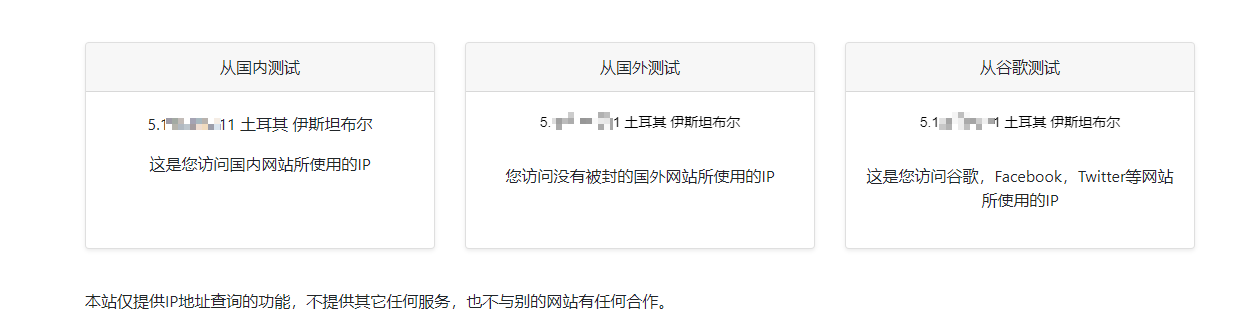 从国内测试
5.1 11 土耳其 伊斯坦布尔
这是您访问国内网站所使用的IP
从国外测试
5. 1 土耳其 伊斯坦布尔
您访问没有被封的国外网站所使用的IP
从谷歌测试
5.1 1 土耳其 伊斯坦布尔
这是您访问谷歌，Facebook，Twitter等网站
所使用的IP
本站仅提供IP地址查询的功能，不提供其它任何服务，也不与别的网站有任何合作。